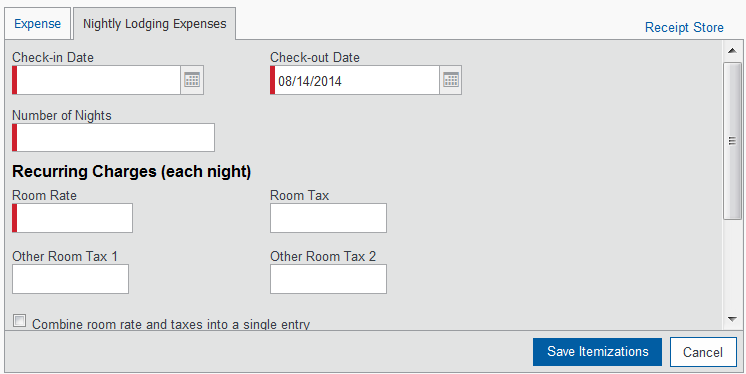 Expense
Nightly Lodging Expenses
Receipt Store
Check-in Date
Check-out Date
08/14/2014
Number of Nights
Recurring Charges (each night)
Room Rate
Room Tax
Other Room Tax 1
Other Room Tax 2
Combine room rate and taxes into a single entry
Save Itemizations
Cancel